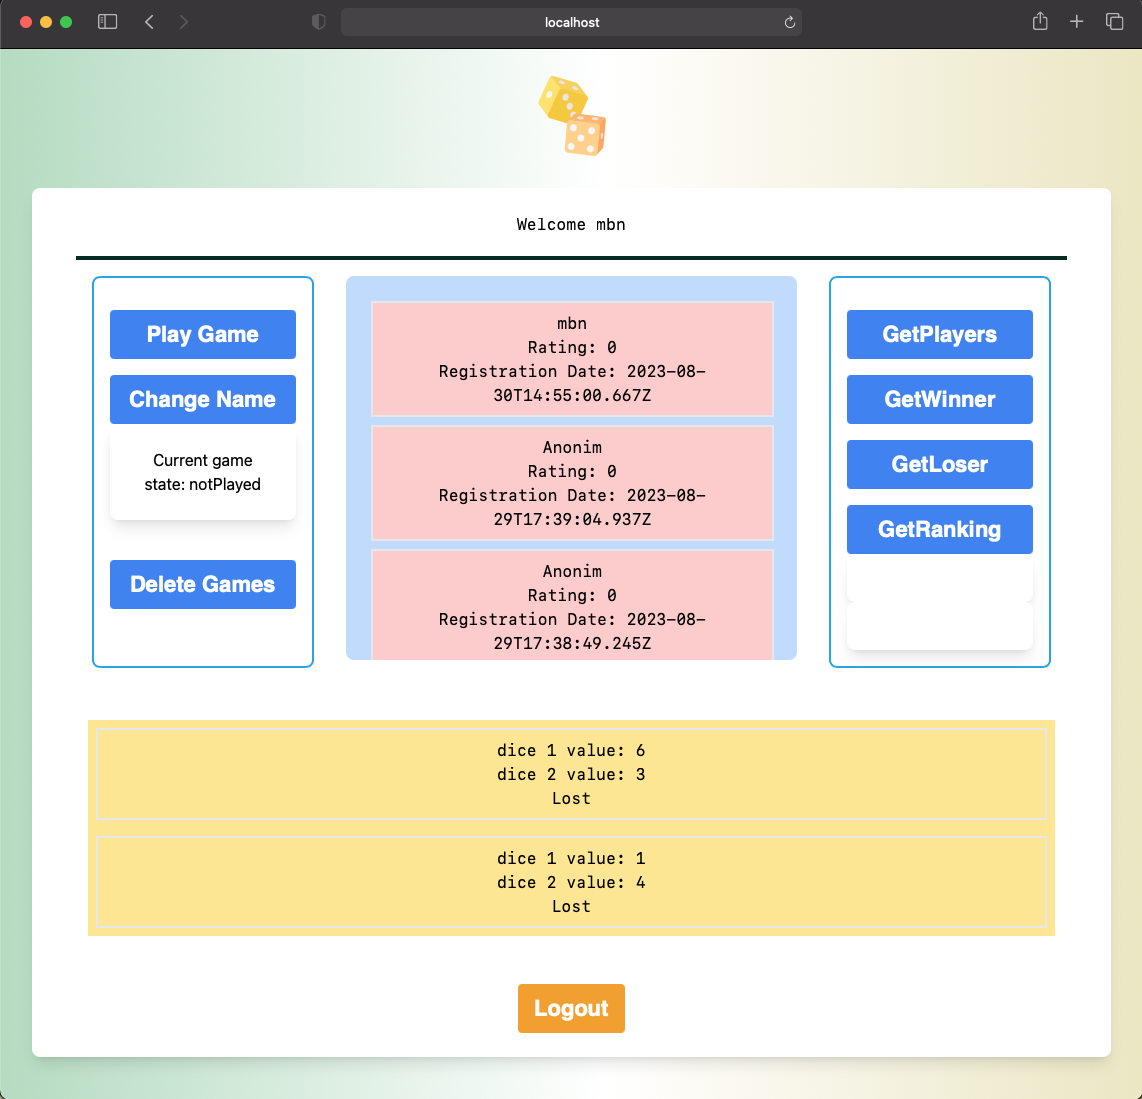 localhost
Welcome mbn
Play Game
Change Name
Current game
state: notPlayed
Delete Games
mbn
Rating: 0
Registration Date: 2023-08-
30T14:55:00.667Z
Anonim
Rating: 0
Registration Date: 2023-08-
29T17:39:04.937Z
Anonim
Rating: 0
Registration Date: 2023-08-
29T17:38:49.245Z
GetPlayers
GetWinner
GetLoser
GetRanking
dice 1 value: 6
dice 2 value: 3
Lost
dice 1 value: 1
dice 2 value: 4
Lost
Logout